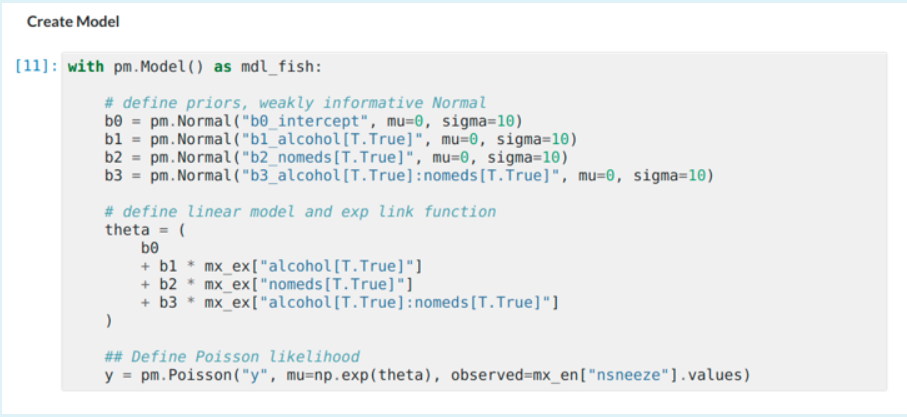 Create Model
[11]: with pm.Model() as mdl_fish:
# define priors, weakly informative Normal
b0 = pm.Normal("b0_intercept", mu=0, sigma=10)
b1 = pm.Normal("b1_alcohol[T.True]", mu=0, sigma=10)
b2 = pm.Normal("b2_nomeds[T.True]", mu=0, sigma=10)
b3 = pm.Normal("b3_alcohol[T.True]:nomeds[T.True]", mu=0, sigma=10)
# define linear model and exp link function
theta = (
b0
+ b1 * mx_ex["alcohol[T.True]"]
+ b2 * mx_ex["nomeds[T.True]"]
+ b3 * mx_ex["alcohol[T.True]:nomeds[T.True]"]
)
## Define Poisson likelihood
y = pm.Poisson("y", mu=np.exp(theta), observed=mx_en["nsneeze"].values)